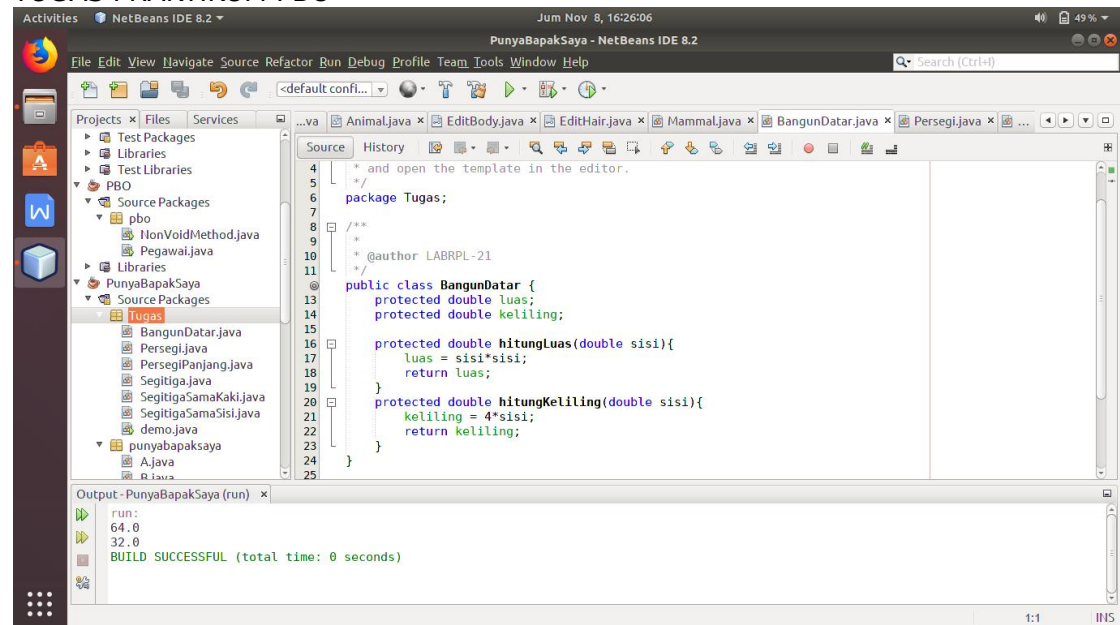 TUGAS PRAKTIKUM PBO
Activities NetBeans IDE 8.2 Jum Nov 8, 16:26:06 49 %
PunyaBapakSaya - NetBeans IDE 8.2
File Edit View Navigate Source Refactor Run Debug Profile Team Tools Window Help Search (Ctrl+I)
<default confi...
Projects Files Services
...va Animal.java EditBody.java EditHair.java Mammal.java BangunDatar.java Persegi.java ...
Source History
Test Packages
Libraries
Test Libraries
PBO
Source Packages
pbo
NonVoidMethod.java
Pegawai.java
Libraries
PunyaBapakSaya
Source Packages
Tugas
BangunDatar.java
Persegi.java
PersegiPanjang.java
Segitiga.java
SegitigaSamaKaki.java
SegitigaSamaSisi.java
demo.java
punyabapaksaya
A.java
B.java
4 * and open the template in the editor.
5 */
6 package Tugas;
7
8 /**
9 *
10 * @author LABRPL-21
11 */
public class BangunDatar {
13 protected double luas;
14 protected double keliling;
15
16 protected double hitungLuas(double sisi){
17 luas = sisi*sisi;
18 return luas;
19 }
20 protected double hitungKeliling(double sisi){
21 keliling = 4*sisi;
22 return keliling;
23 }
24 }
25
Output - PunyaBapakSaya (run)
run:
64.0
32.0
BUILD SUCCESSFUL (total time: 0 seconds)
1:1 INS